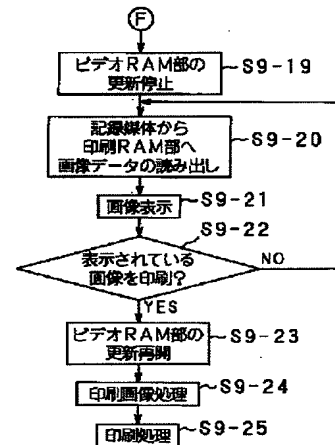 F
ビデオRAM部の
更新停止
S9-19
記録媒体から
印刷RAM部へ
画像データの読み出し
S9-20
画像表示
S9-21
S9-22
表示されている
画像を印刷?
NO
YES
ビデオRAM部の
更新再開
S9-23
印刷画像処理
S9-24
印刷処理
S9-25